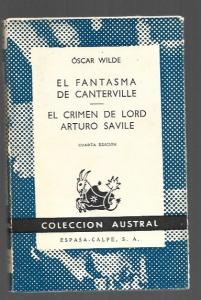 ÓSCAR WILDE
EL FANTASMA
DE CANTERVILLE
EL CRIMEN DE LORD
ARTURO SAVILE
CUARTA EDICIÓN
COLECCION AUSTRAL
ESPASA-CALPE, S. A.